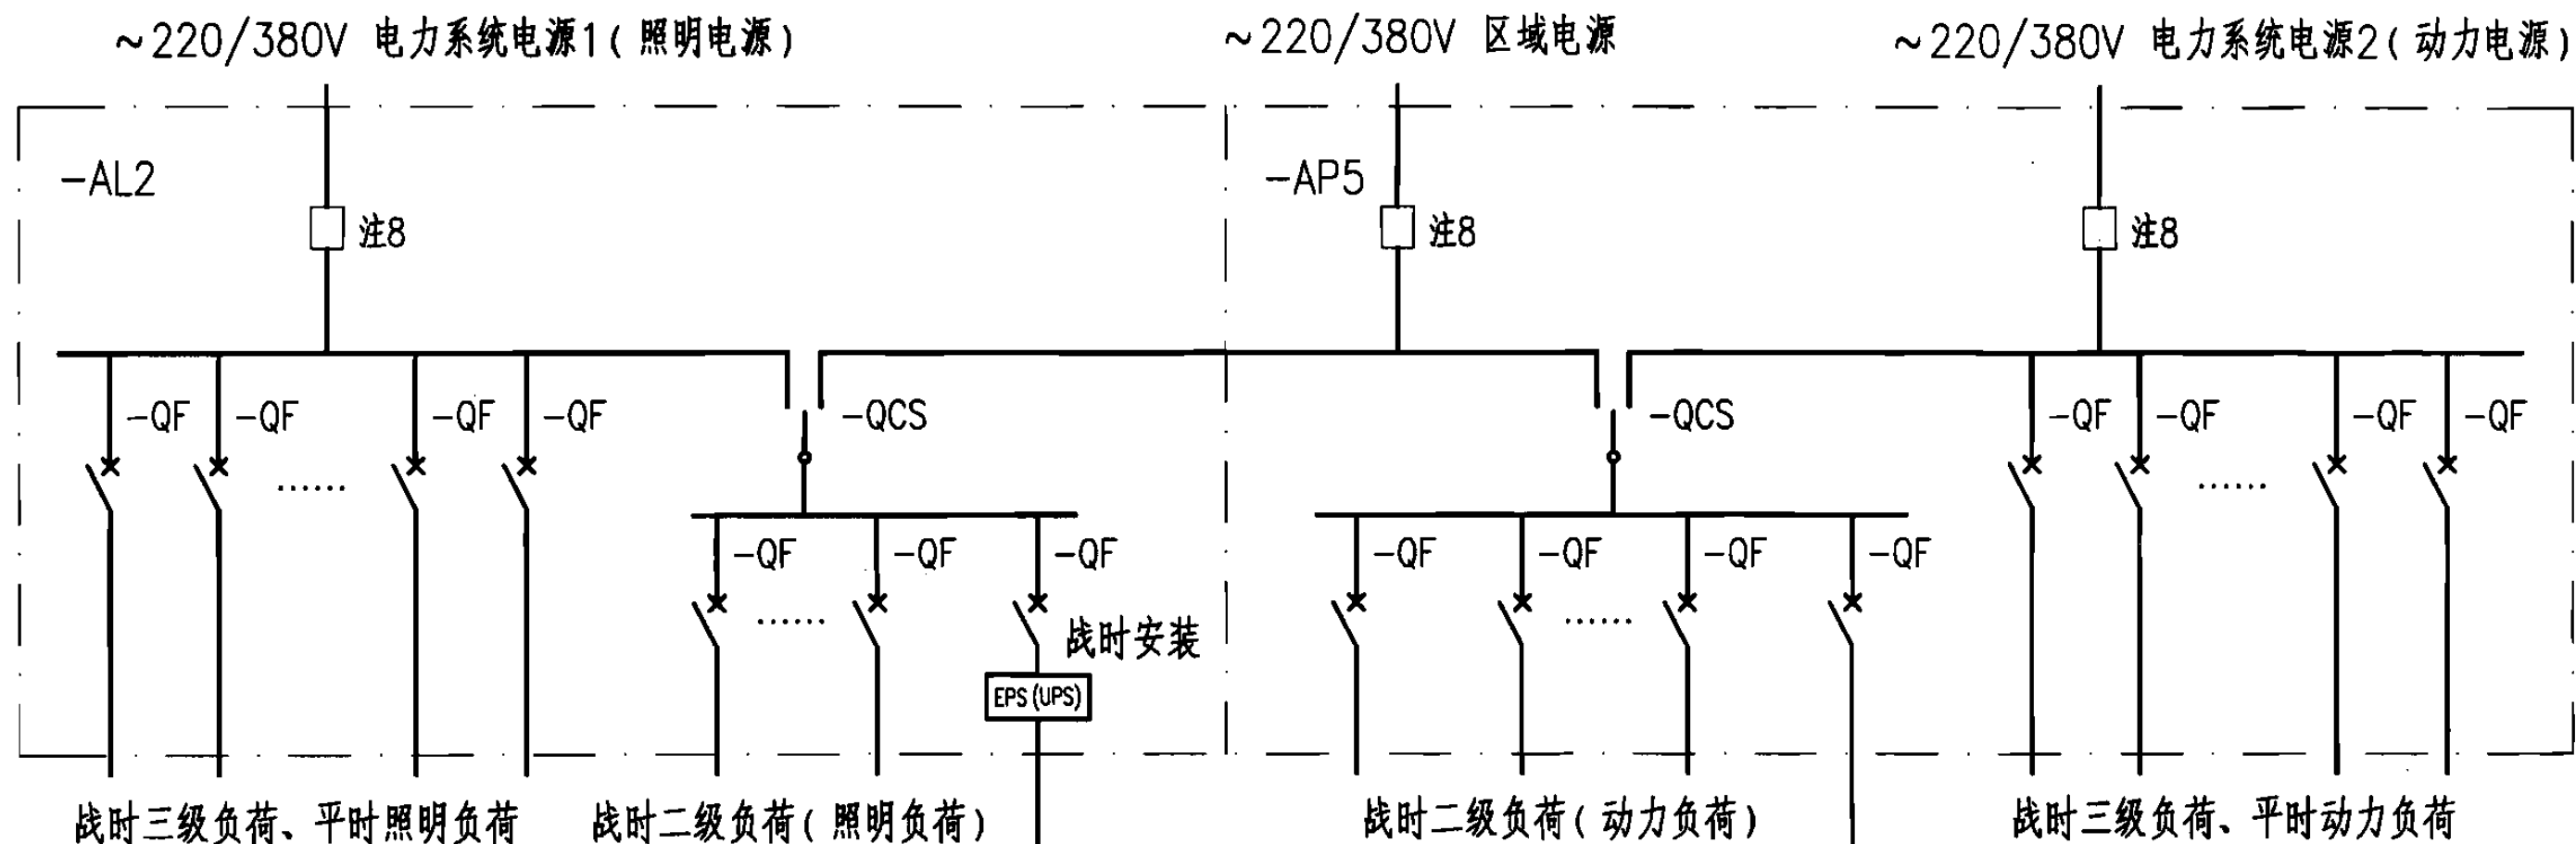 ~220/380V 电力系统电源1(照明电源)
~220/380V 区域电源
~220/380V 电力系统电源2(动力电源)
-AL2
-AP5
注8
注8
注8
-QF
-QF
-QF
-QF
-QCS
-QCS
-QF
-QF
-QF
-QF
......
......
-QF
-QF
-QF
-QF
-QF
-QF
-QF
......
......
战时安装
EPS(UPS)
战时三级负荷、平时照明负荷
战时二级负荷(照明负荷)
战时二级负荷(动力负荷)
战时三级负荷、平时动力负荷